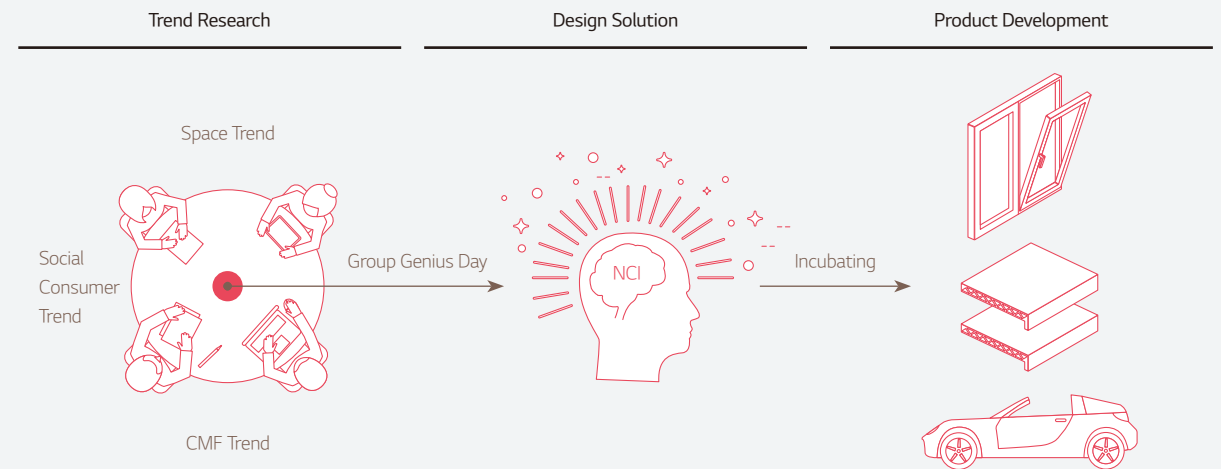 Trend Research
Design Solution
Product Development
Space Trend
Social
Consumer
Trend
Group Genius Day
NCI
Incubating
CMF Trend